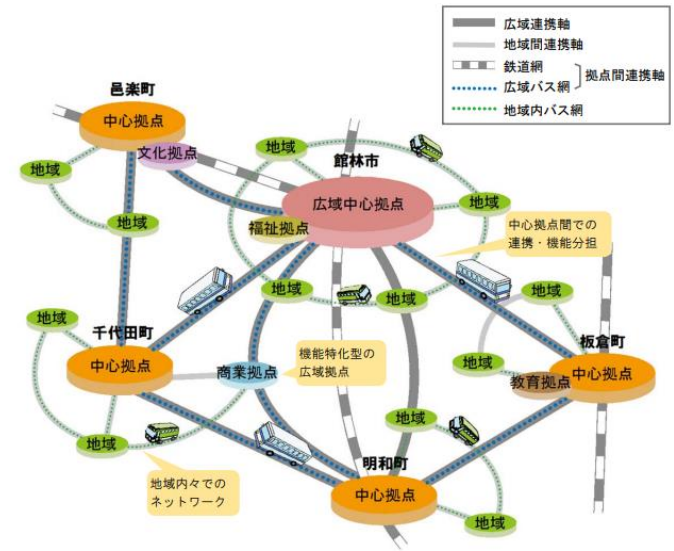 広域連携軸
地域間連携軸
鉄道網
広域バス網
拠点間連携軸
地域内バス網
邑楽町
中心拠点
文化拠点
地域
地域
地域
館林市
広域中心拠点
福祉拠点
地域
地域
地域
中心拠点間での
連携・機能分担
千代田町
地域
中心拠点
商業拠点
機能特化型の
広域拠点
地域
板倉町
地域
教育拠点
中心拠点
地域
地域
地域内々での
ネットワーク
明和町
中心拠点
地域